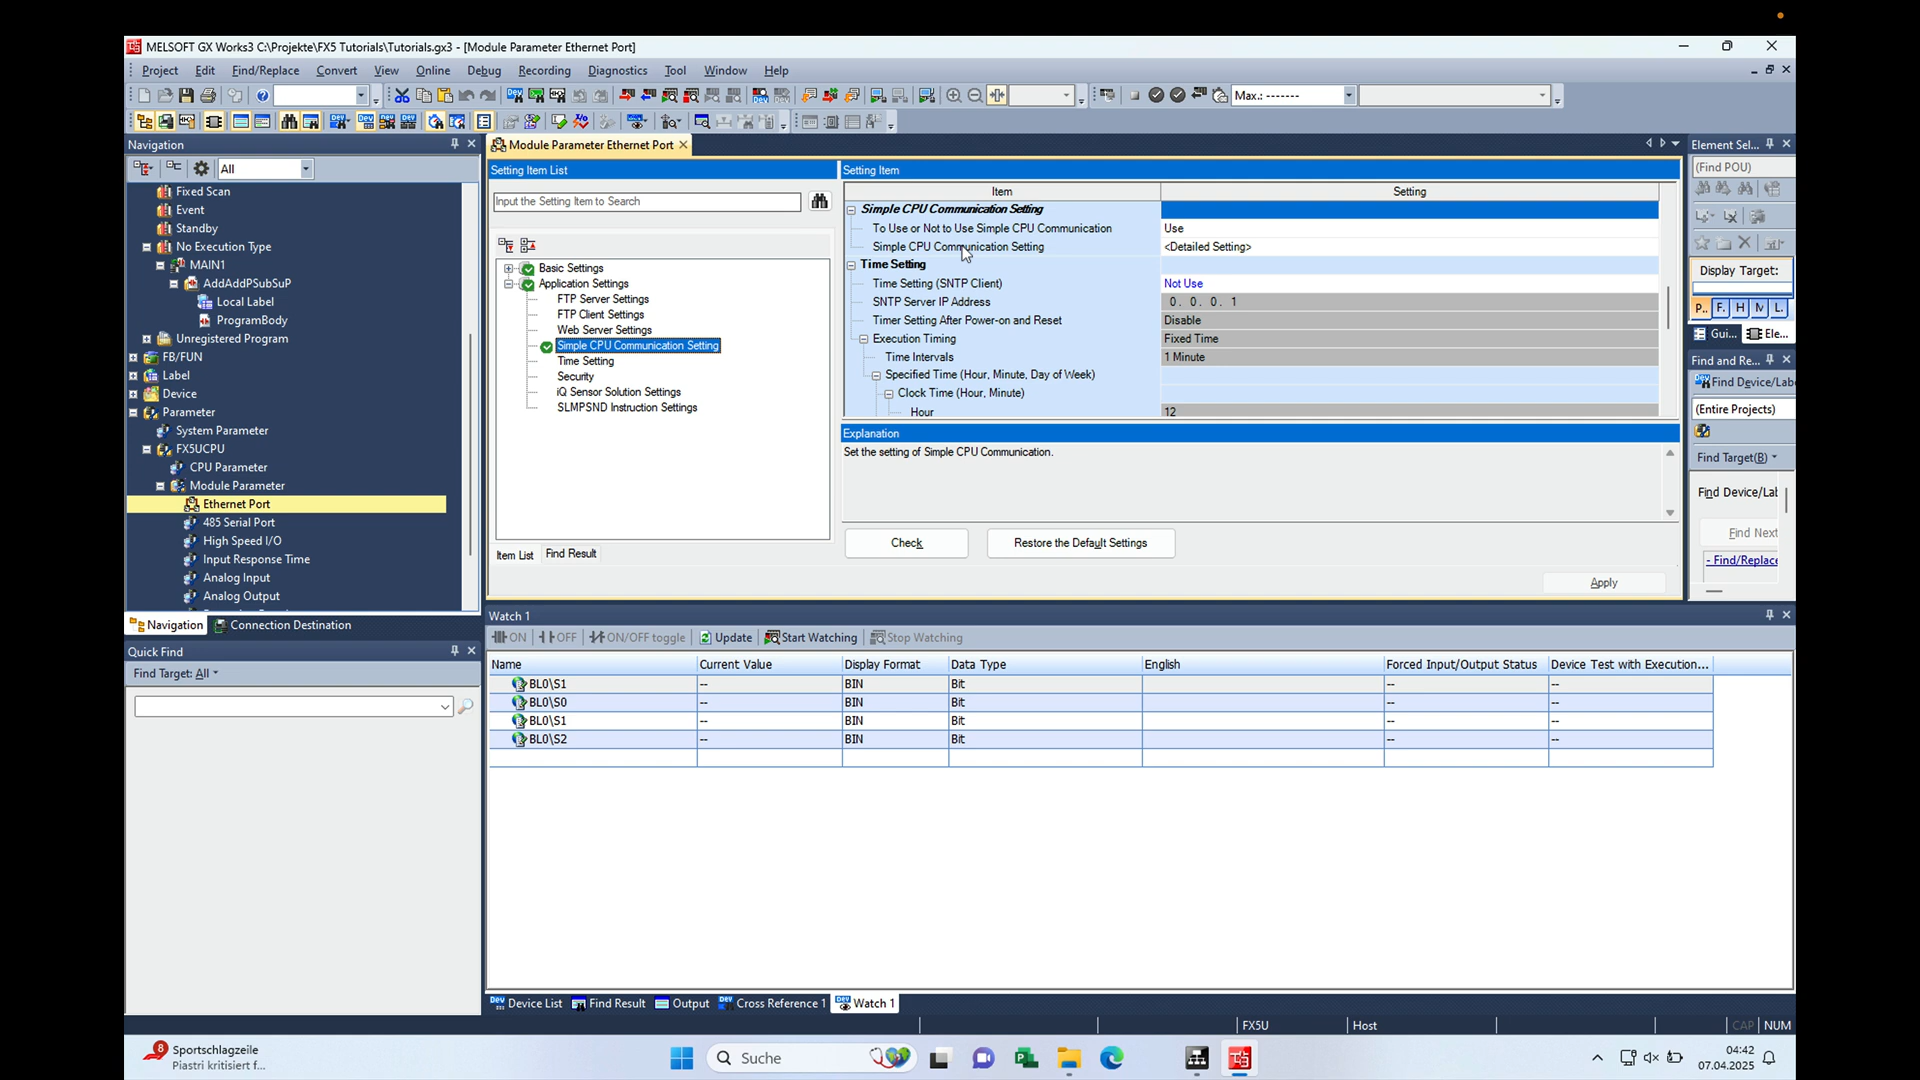 MELSOFT GX Works3 C:\Projekte\FX5 Tutorials\Tutorials.gx3 - [Module Parameter Ethernet Port]
Project Edit Find/Replace Convert View Online Debug Recording Diagnostics Tool Window Help
Max.: -------
Navigation
All
Fixed Scan
Event
Standby
No Execution Type
MAIN1
AddAddPSubSuP
Local Label
ProgramBody
Unregistered Program
FB/FUN
Label
Device
Parameter
System Parameter
FX5UCPU
CPU Parameter
Module Parameter
Ethernet Port
485 Serial Port
High Speed I/O
Input Response Time
Analog Input
Analog Output
Navigation Connection Destination
Quick Find
Find Target: All
Module Parameter Ethernet Port
Setting Item List
Input the Setting Item to Search
Basic Settings
Application Settings
FTP Server Settings
FTP Client Settings
Web Server Settings
Simple CPU Communication Setting
Time Setting
Security
iQ Sensor Solution Settings
SLMPSND Instruction Settings
Item List Find Result
Setting Item
Item Setting
Simple CPU Communication Setting
To Use or Not to Use Simple CPU Communication Use
Simple CPU Communication Setting <Detailed Setting>
Time Setting
Time Setting (SNTP Client) Not Use
SNTP Server IP Address 0. 0. 0. 1
Timer Setting After Power-on and Reset Disable
Execution Timing Fixed Time
Time Intervals 1 Minute
Specified Time (Hour, Minute, Day of Week)
Clock Time (Hour, Minute)
Hour 12
Explanation
Set the setting of Simple CPU Communication.
Check Restore the Default Settings
Apply
Element Sel...
(Find POU)
Display Target:
P.. F. H M L.
Gui... Ele...
Find and Re...
Find Device/Lab
(Entire Projects)
Find Target(B)
Find Device/Lab
Find Next
- Find/Replace
Watch 1
ON OFF ON/OFF toggle Update Start Watching Stop Watching
Name Current Value Display Format Data Type English Forced Input/Output Status Device Test with Execution...
BL0\S1 -- BIN Bit -- --
BL0\S0 -- BIN Bit -- --
BL0\S1 -- BIN Bit -- --
BL0\S2 -- BIN Bit -- --
Device List Find Result Output Cross Reference 1 Watch 1
FX5U Host CAP NUM
8
Sportschlagzeile
Piastri kritisiert f...
Suche
04:42
07.04.2025